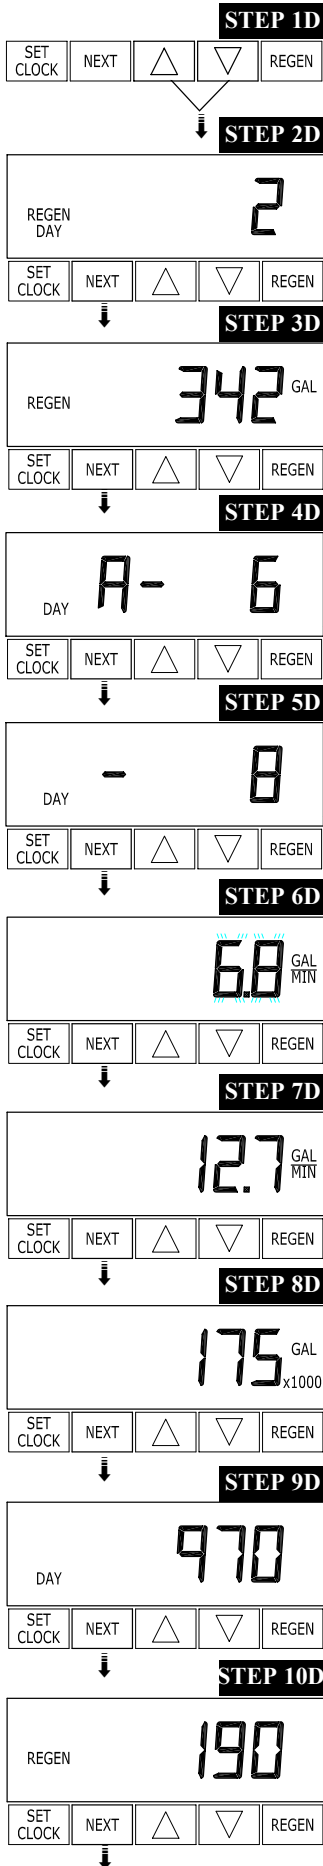 STEP 1D
SET CLOCK NEXT REGEN
STEP 2D
REGEN DAY 2
SET CLOCK NEXT REGEN
STEP 3D
REGEN 342 GAL
SET CLOCK NEXT REGEN
STEP 4D
DAY A- 6
SET CLOCK NEXT REGEN
STEP 5D
DAY - 8
SET CLOCK NEXT REGEN
STEP 6D
6.8 GAL MIN
SET CLOCK NEXT REGEN
STEP 7D
12.7 GAL MIN
SET CLOCK NEXT REGEN
STEP 8D
175 GAL x1000
SET CLOCK NEXT REGEN
STEP 9D
DAY 970
SET CLOCK NEXT REGEN
STEP 10D
REGEN 190
SET CLOCK NEXT REGEN